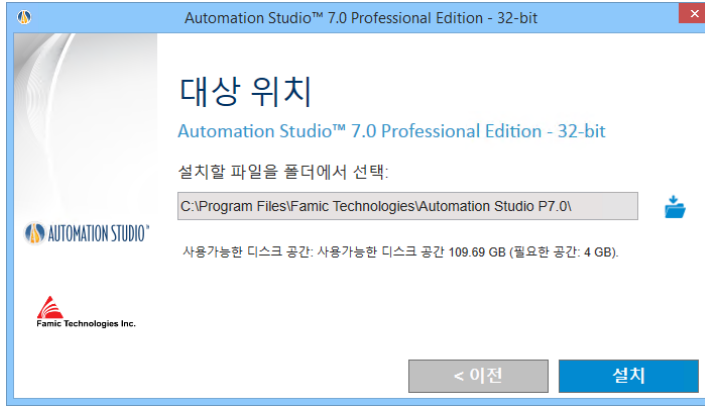 Automation Studio™ 7.0 Professional Edition - 32-bit
대상 위치
Automation Studio™ 7.0 Professional Edition - 32-bit
설치할 파일을 폴더에서 선택:
C:\Program Files\Famic Technologies\Automation Studio P7.0\
AUTOMATION STUDIO™
사용가능한 디스크 공간: 사용가능한 디스크 공간 109.69 GB (필요한 공간: 4 GB).
Famic Technologies Inc.
< 이전
설치